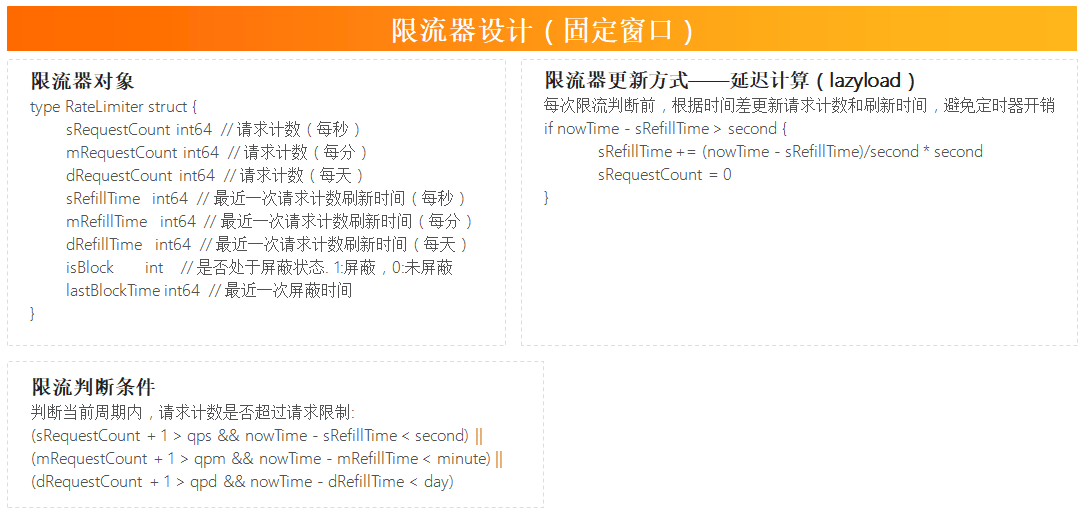 限流器设计（固定窗口）
限流器对象
type RateLimiter struct {
sRequestCount int64 // 请求计数（每秒）
mRequestCount int64 // 请求计数（每分）
dRequestCount int64 // 请求计数（每天）
sRefillTime int64 // 最近一次请求计数刷新时间（每秒）
mRefillTime int64 // 最近一次请求计数刷新时间（每分）
dRefillTime int64 // 最近一次请求计数刷新时间（每天）
isBlock int // 是否处于屏蔽状态. 1:屏蔽，0:未屏蔽
lastBlockTime int64 // 最近一次屏蔽时间
}
限流器更新方式——延迟计算（lazyload）
每次限流判断前，根据时间差更新请求计数和刷新时间，避免定时器开销
if nowTime - sRefillTime > second {
sRefillTime += (nowTime - sRefillTime)/second * second
sRequestCount = 0
}
限流判断条件
判断当前周期内，请求计数是否超过请求限制:
(sRequestCount + 1 > qps && nowTime - sRefillTime < second) ||
(mRequestCount + 1 > qpm && nowTime - mRefillTime < minute) ||
(dRequestCount + 1 > qpd && nowTime - dRefillTime < day)